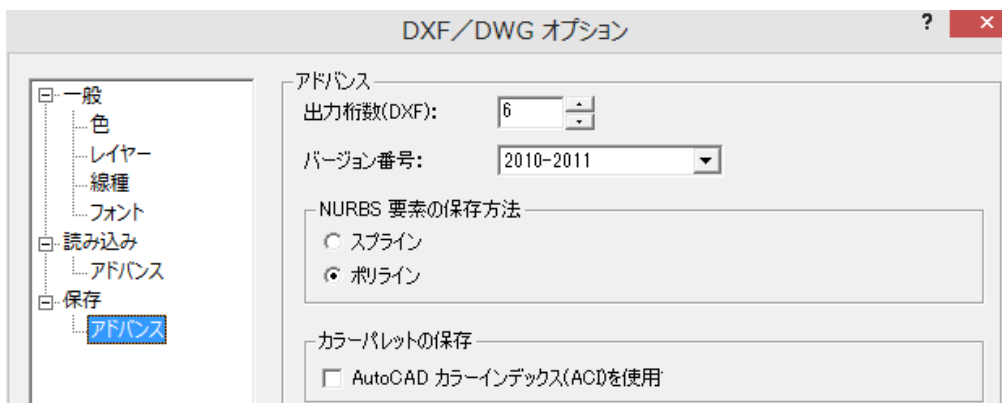 DXF／DWG オプション
?
一般
色
レイヤー
線種
フォント
読み込み
アドバンス
保存
アドバンス
アドバンス
出力桁数(DXF): 6
バージョン番号: 2010-2011
NURBS 要素の保存方法
スプライン
ポリライン
カラーパレットの保存
AutoCAD カラーインデックス(ACI)を使用